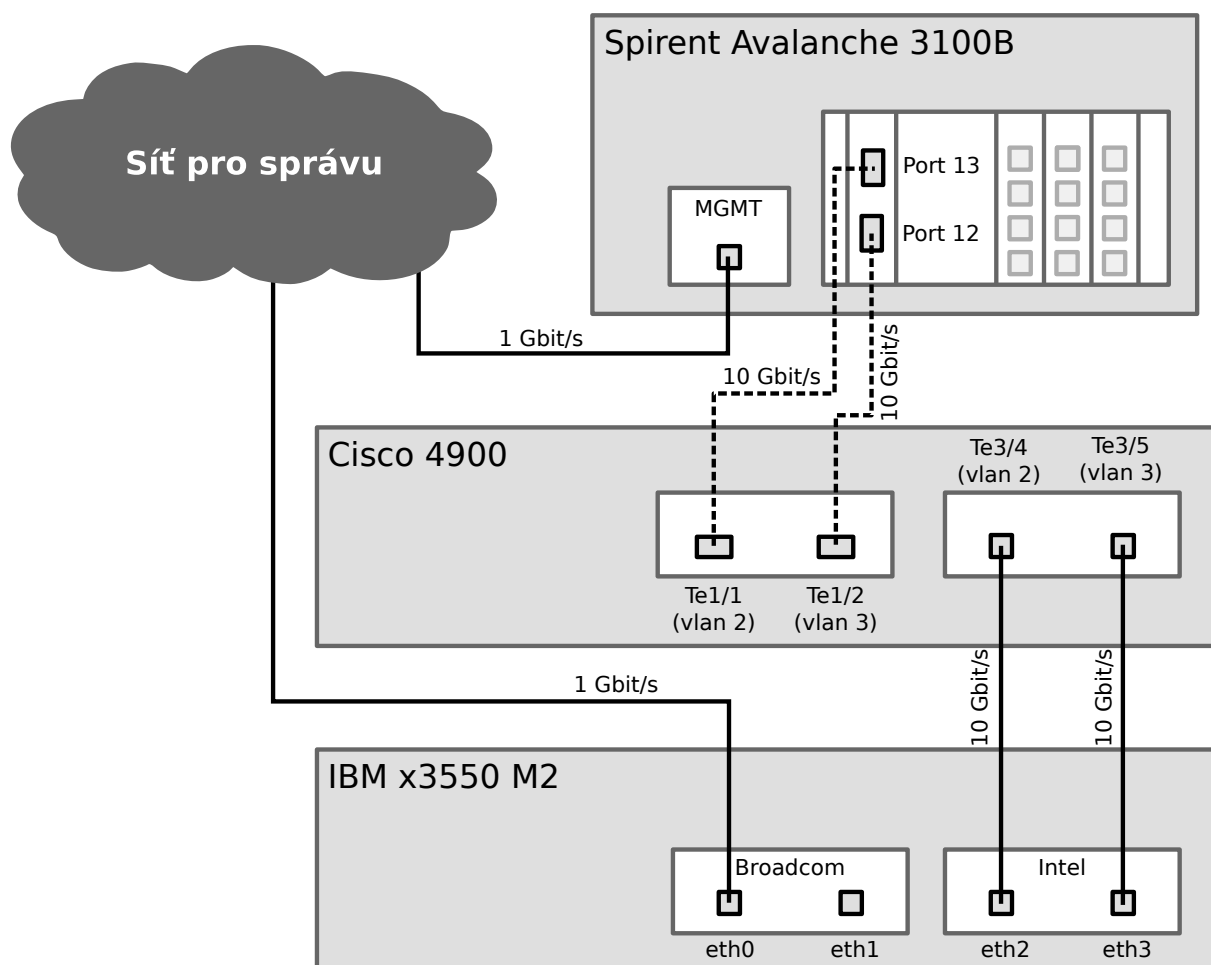 Spirent Avalanche 3100B
Síť pro správu
Port 13
MGMT
Port 12
1 Gbit/s
10 Gbit/s
10 Gbit/s
Cisco 4900
Te3/4
(vlan 2)
Te3/5
(vlan 3)
Te1/1
(vlan 2)
Te1/2
(vlan 3)
1 Gbit/s
10 Gbit/s
10 Gbit/s
IBM x3550 M2
Broadcom
Intel
eth0
eth1
eth2
eth3